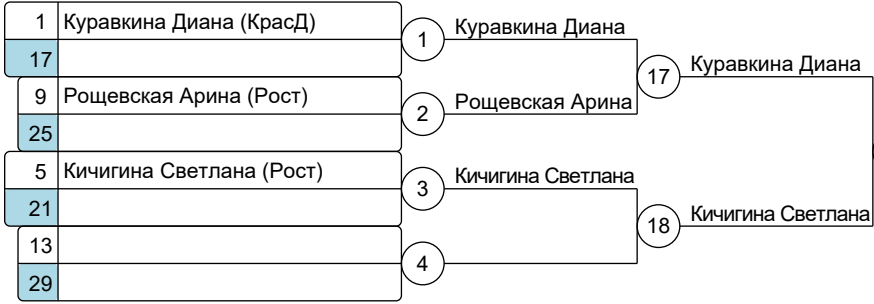 1 Куравкина Диана (КрасД)
17
1
Куравкина Диана
9 Рощевская Арина (Рост)
25
2
Рощевская Арина
17
Куравкина Диана
5 Кичигина Светлана (Рост)
21
3
Кичигина Светлана
13
29
4
18
Кичигина Светлана